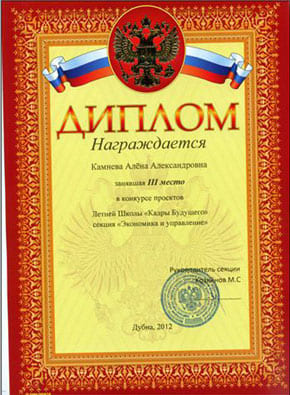 ДИПЛОМ
Награждается
Камнева Алёна Александровна
занявшая III место
в конкурсе проектов
Летней Школы «Кадры Будущего»
секция «Экономика и управление»
Руководитель секции
М.С
Дубна, 2012